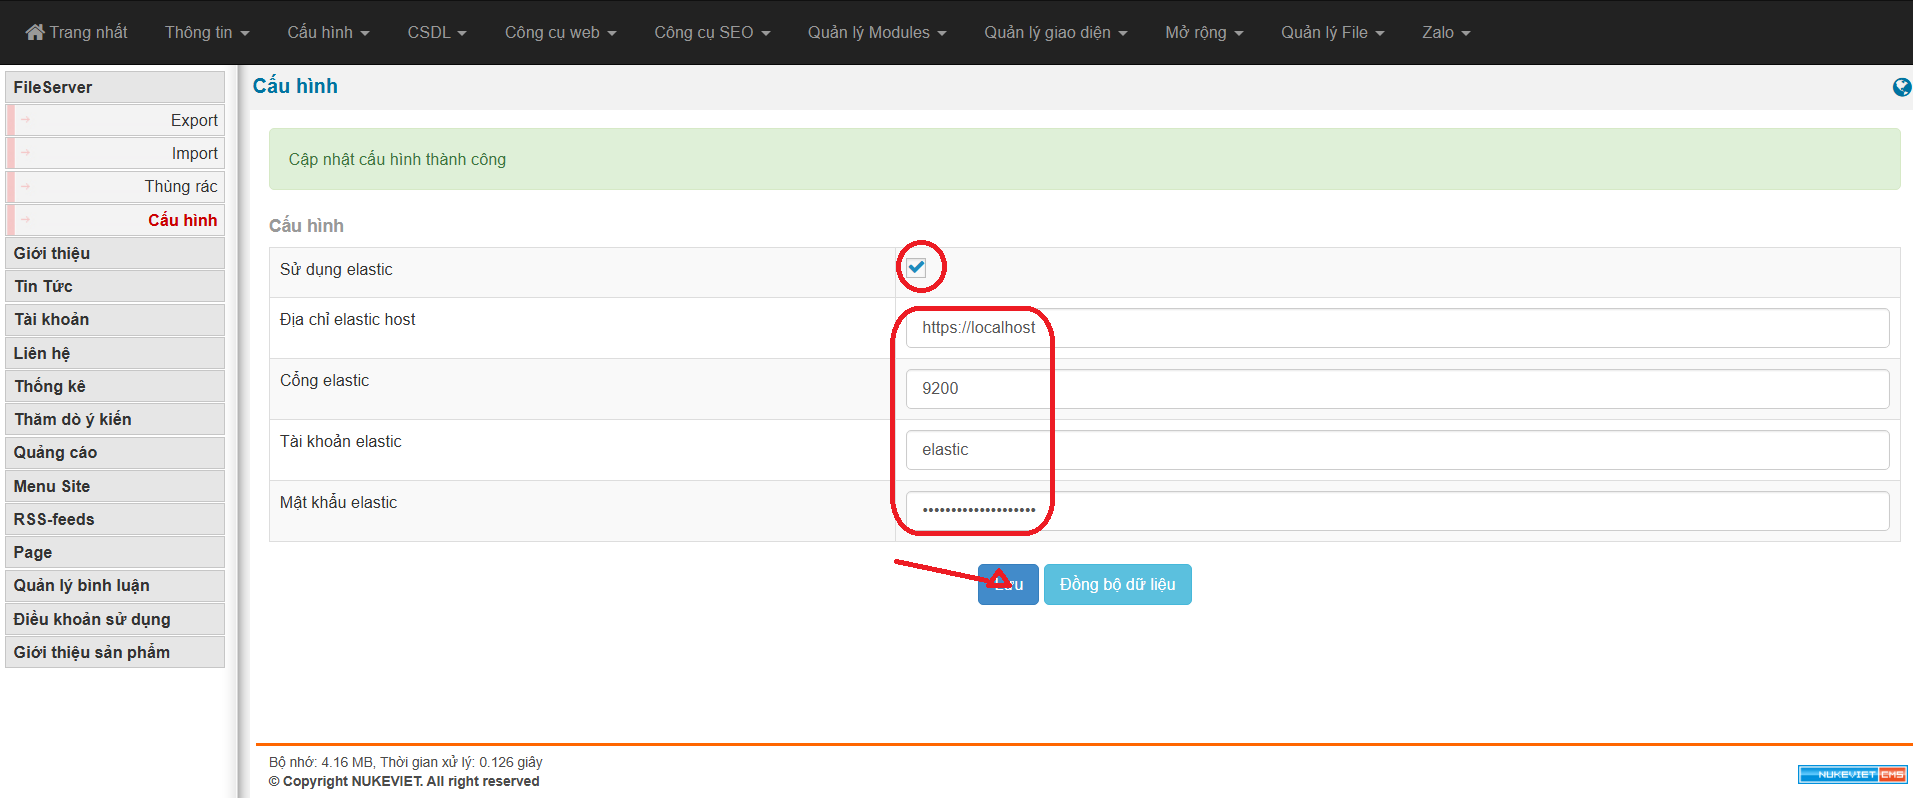 Trang nhất Thông tin Cấu hình CSDL Công cụ web Công cụ SEO Quản lý Modules Quản lý giao diện Mở rộng Quản lý File Zalo
FileServer
Export
Import
Thùng rác
Cấu hình
Giới thiệu
Tin Tức
Tài khoản
Liên hệ
Thống kê
Thăm dò ý kiến
Quảng cáo
Menu Site
RSS-feeds
Page
Quản lý bình luận
Điều khoản sử dụng
Giới thiệu sản phẩm
Cấu hình
Cập nhật cấu hình thành công
Cấu hình
Sử dụng elastic
Địa chỉ elastic host https://localhost
Cổng elastic 9200
Tài khoản elastic elastic
Mật khẩu elastic ••••••••••••••••••••
Lưu Đồng bộ dữ liệu
Bộ nhớ: 4.16 MB, Thời gian xử lý: 0.126 giây
© Copyright NUKEVIET. All right reserved
NUKEVIET CMS